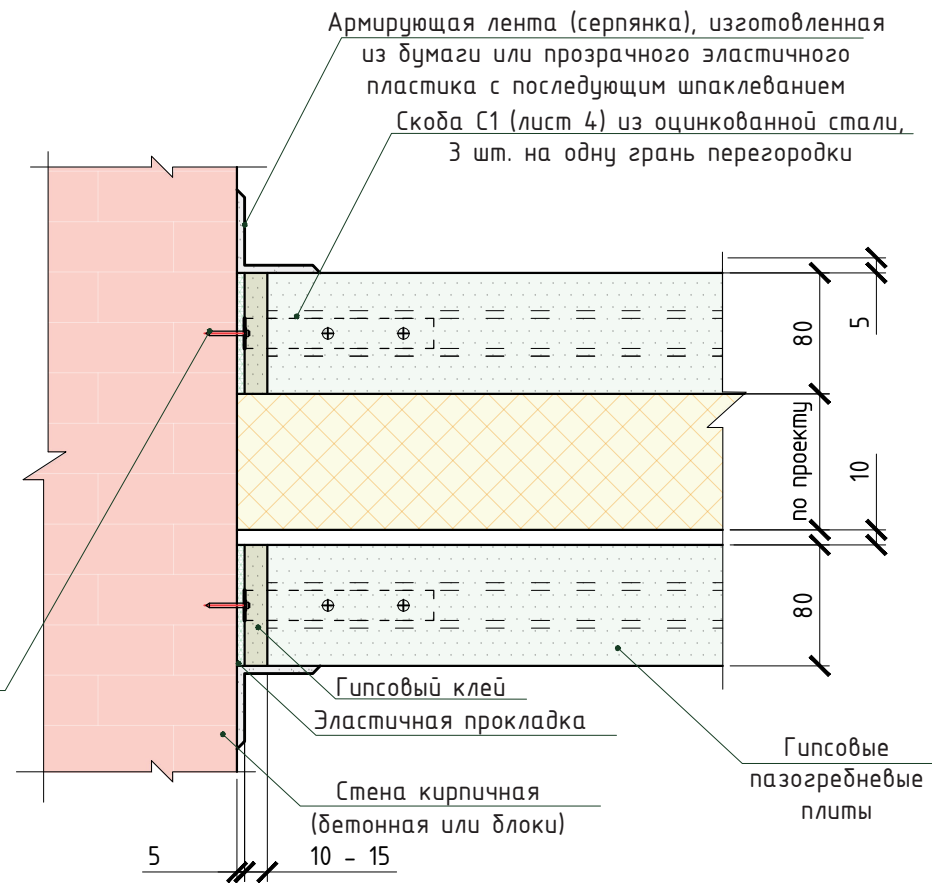 Армирующая лента (серпянка), изготовленная
из бумаги или прозрачного эластичного
пластика с последующим шпаклеванием
Скоба С1 (лист 4) из оцинкованной стали,
3 шт. на одну грань перегородки
80
5
по проекту
10
80
Гипсовый клей
Эластичная прокладка
Гипсовые
пазогребневые
плиты
Стена кирпичная
(бетонная или блоки)
5
10 - 15